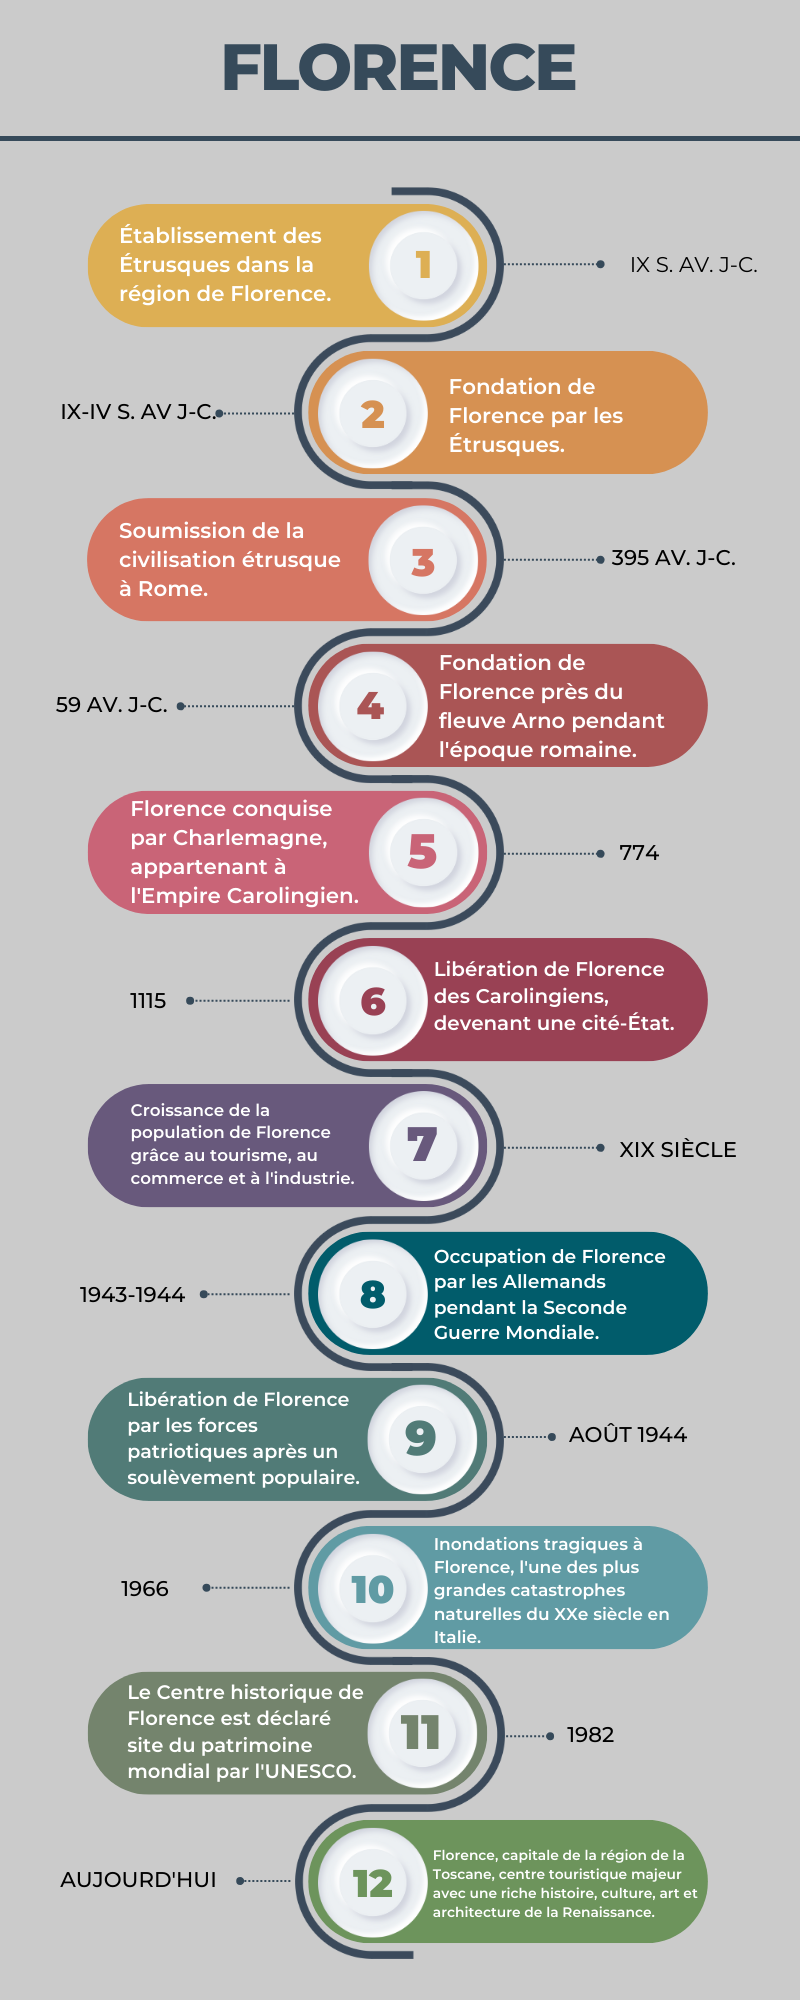 FLORENCE
Établissement des
Étrusques dans la
région de Florence.
1
IX S. AV. J-C.
IX-IV S. AV J-C.
2
Fondation de
Florence par les
Étrusques.
Soumission de la
civilisation étrusque
à Rome.
3
395 AV. J-C.
59 AV. J-C.
4
Fondation de
Florence près du
fleuve Arno pendant
l'époque romaine.
Florence conquise
par Charlemagne,
appartenant à
l'Empire Carolingien.
5
774
1115
6
Libération de Florence
des Carolingiens,
devenant une cité-État.
Croissance de la
population de Florence
grâce au tourisme, au
commerce et à l'industrie.
7
XIX SIÈCLE
1943-1944
8
Occupation de Florence
par les Allemands
pendant la Seconde
Guerre Mondiale.
Libération de Florence
par les forces
patriotiques après un
soulèvement populaire.
9
AOÛT 1944
1966
10
Inondations tragiques à
Florence, l'une des plus
grandes catastrophes
naturelles du XXe siècle en
Italie.
Le Centre historique de
Florence est déclaré
site du patrimoine
mondial par l'UNESCO.
11
1982
AUJOURD'HUI
12
Florence, capitale de la région de la
Toscane, centre touristique majeur
avec une riche histoire, culture, art et
architecture de la Renaissance.